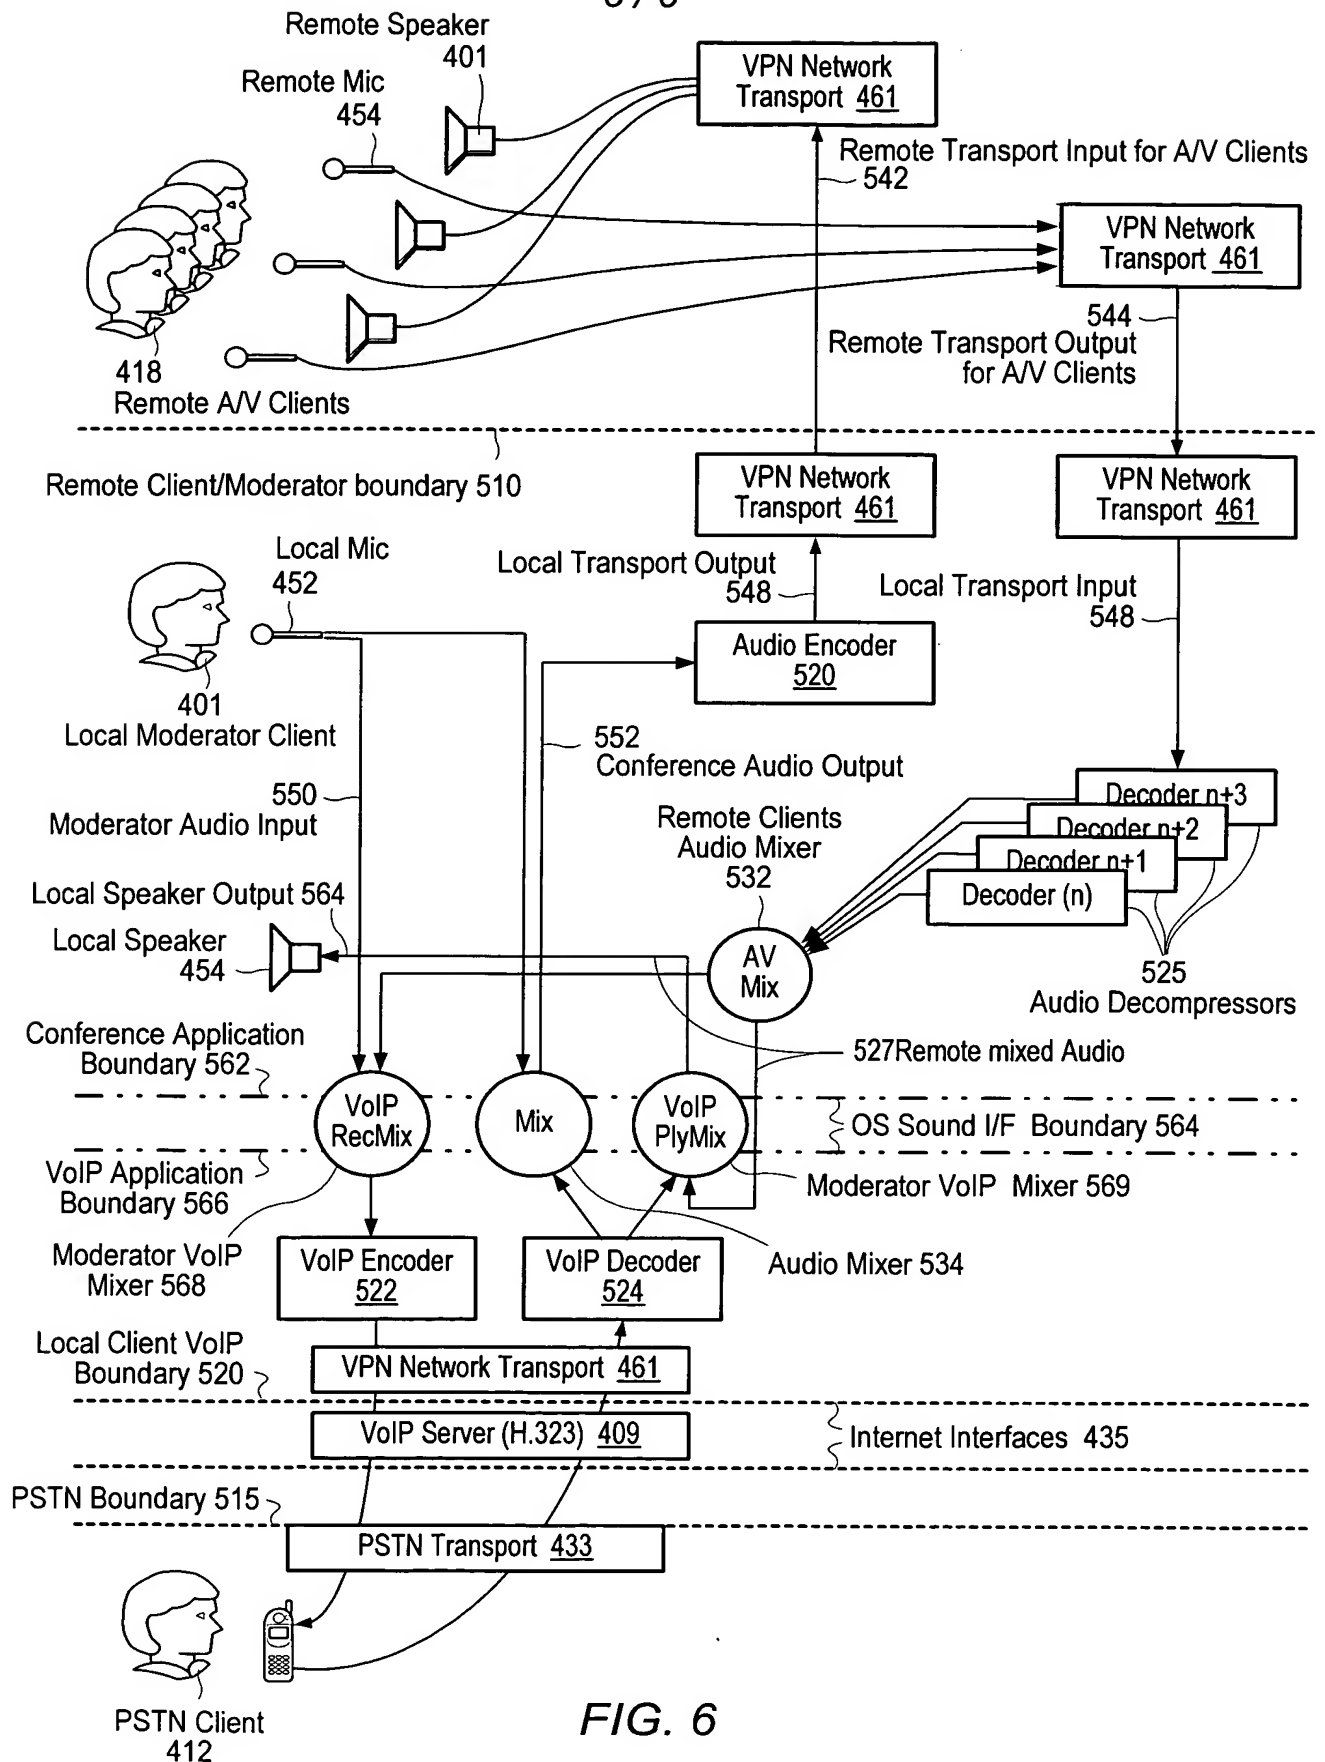 Remote Speaker
401
Remote Mic
454
VPN Network
Transport 461
Remote Transport Input for A/V Clients
542
VPN Network
Transport 461
544
Remote Transport Output
for A/V Clients
418
Remote A/V Clients
Remote Client/Moderator boundary 510
VPN Network
Transport 461
VPN Network
Transport 461
Local Mic
452
Local Transport Output
548
Local Transport Input
548
Audio Encoder
520
401
Local Moderator Client
552
Conference Audio Output
550
Moderator Audio Input
Decoder n+3
Decoder n+2
Decoder n+1
Decoder (n)
Remote Clients
Audio Mixer
532
Local Speaker Output 564
Local Speaker
454
AV
Mix
525
Audio Decompressors
Conference Application
Boundary 562
527Remote mixed Audio
VoIP
RecMix
Mix
VoIP
PlyMix
OS Sound I/F Boundary 564
VoIP Application
Boundary 566
Moderator VoIP Mixer 569
Moderator VoIP
Mixer 568
VoIP Encoder
522
VoIP Decoder
524
Audio Mixer 534
Local Client VoIP
Boundary 520
VPN Network Transport 461
VoIP Server (H.323) 409
Internet Interfaces 435
PSTN Boundary 515
PSTN Transport 433
PSTN Client
412
FIG. 6